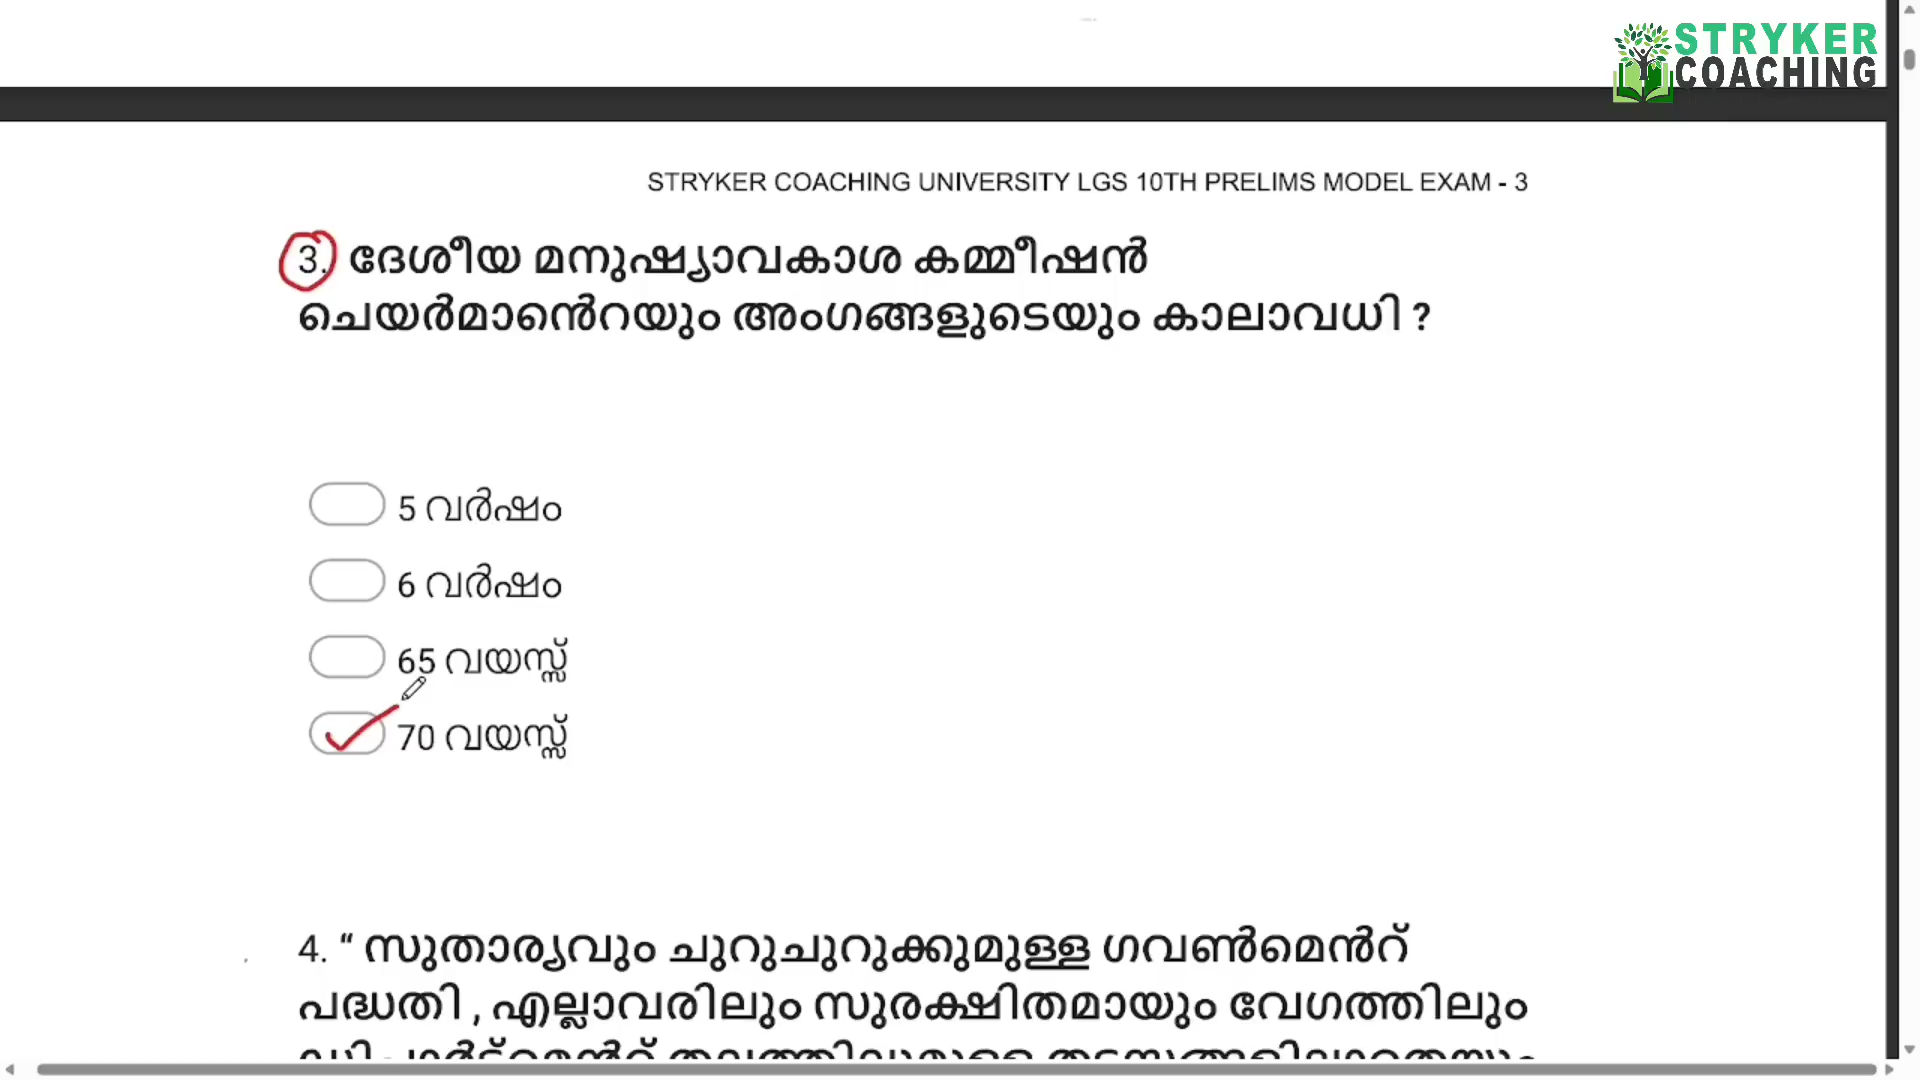 STRYKER
COACHING
STRYKER COACHING UNIVERSITY LGS 10TH PRELIMS MODEL EXAM - 3
3. ദേശീയ മനുഷ്യാവകാശ കമ്മീഷൻ
ചെയർമാൻെറയും അംഗങ്ങളുടെയും കാലാവധി ?
5 വർഷം
6 വർഷം
65 വയസ്സ്
70 വയസ്സ്
4. “ സുതാര്യവും ചുറുചുറുക്കുമുള്ള ഗവൺമെൻറ്
പദ്ധതി , എല്ലാവരിലും സുരക്ഷിതമായും വേഗത്തിലും